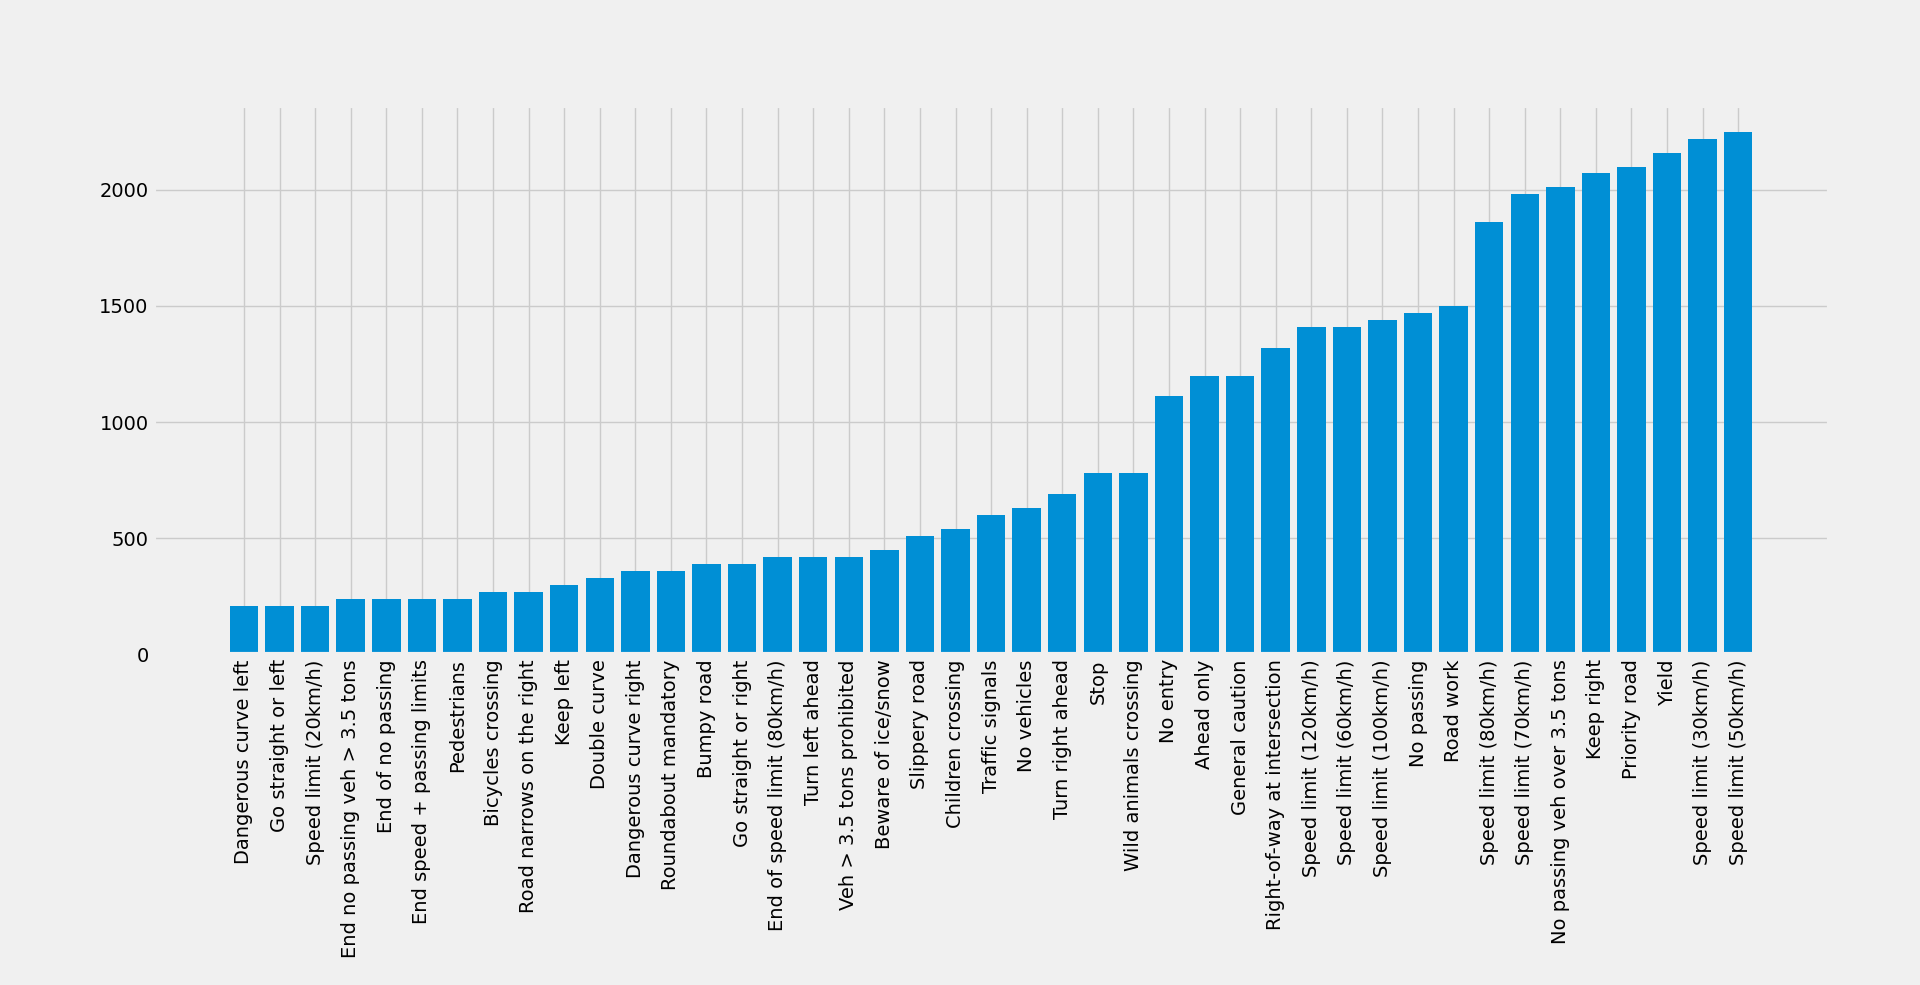 2000
1500
1000
500
0
Dangerous curve left
Go straight or left
Speed limit (20km/h)
End no passing veh > 3.5 tons
End of no passing
End speed + passing limits
Pedestrians
Bicycles crossing
Road narrows on the right
Keep left
Double curve
Dangerous curve right
Roundabout mandatory
Bumpy road
Go straight or right
End of speed limit (80km/h)
Turn left ahead
Veh > 3.5 tons prohibited
Beware of ice/snow
Slippery road
Children crossing
Traffic signals
No vehicles
Turn right ahead
Stop
Wild animals crossing
No entry
Ahead only
General caution
Right-of-way at intersection
Speed limit (120km/h)
Speed limit (60km/h)
Speed limit (100km/h)
No passing
Road work
Speed limit (80km/h)
Speed limit (70km/h)
No passing veh over 3.5 tons
Keep right
Priority road
Yield
Speed limit (30km/h)
Speed limit (50km/h)